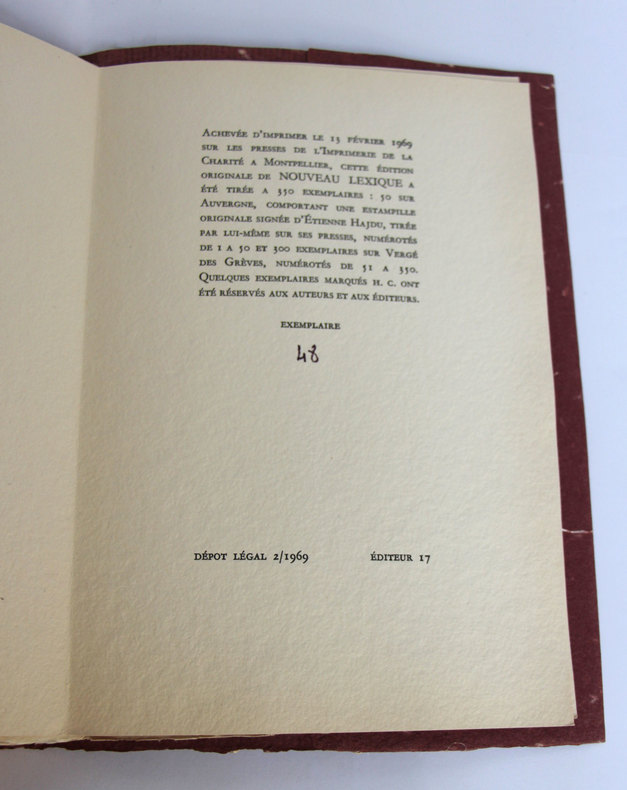 Achevée d'imprimer le 13 février 1969
sur les presses de l'Imprimerie de la
Charité a Montpellier, cette édition
originale de NOUVEAU LEXIQUE a
été tirée a 350 exemplaires : 50 sur
Auvergne, comportant une estampille
originale signée d'Étienne Hajdu, tirée
par lui-même sur ses presses, numérotés
de 1 a 50 et 300 exemplaires sur Vergé
des Grèves, numérotés de 51 a 350.
Quelques exemplaires marqués h. c. ont
été réservés aux auteurs et aux éditeurs.
exemplaire
48
dépot légal 2/1969 éditeur 17